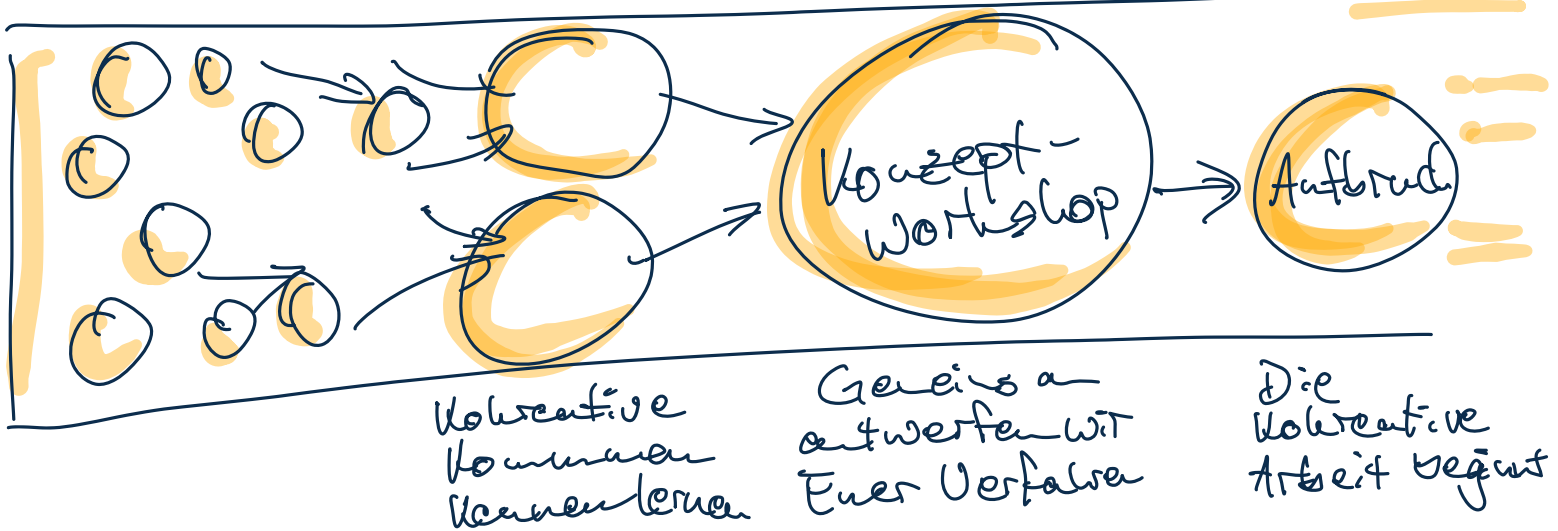 Konzept-
workshop
Aufbruch
Kokreative
Kommunen
Kennenlernen
Gemeinsam
entwerfen wir
Euer Verfahren
Die
Kokreative
Arbeit beginnt